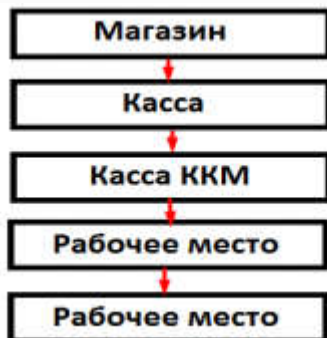 Магазин
Касса
Касса ККМ
Рабочее место
Рабочее место